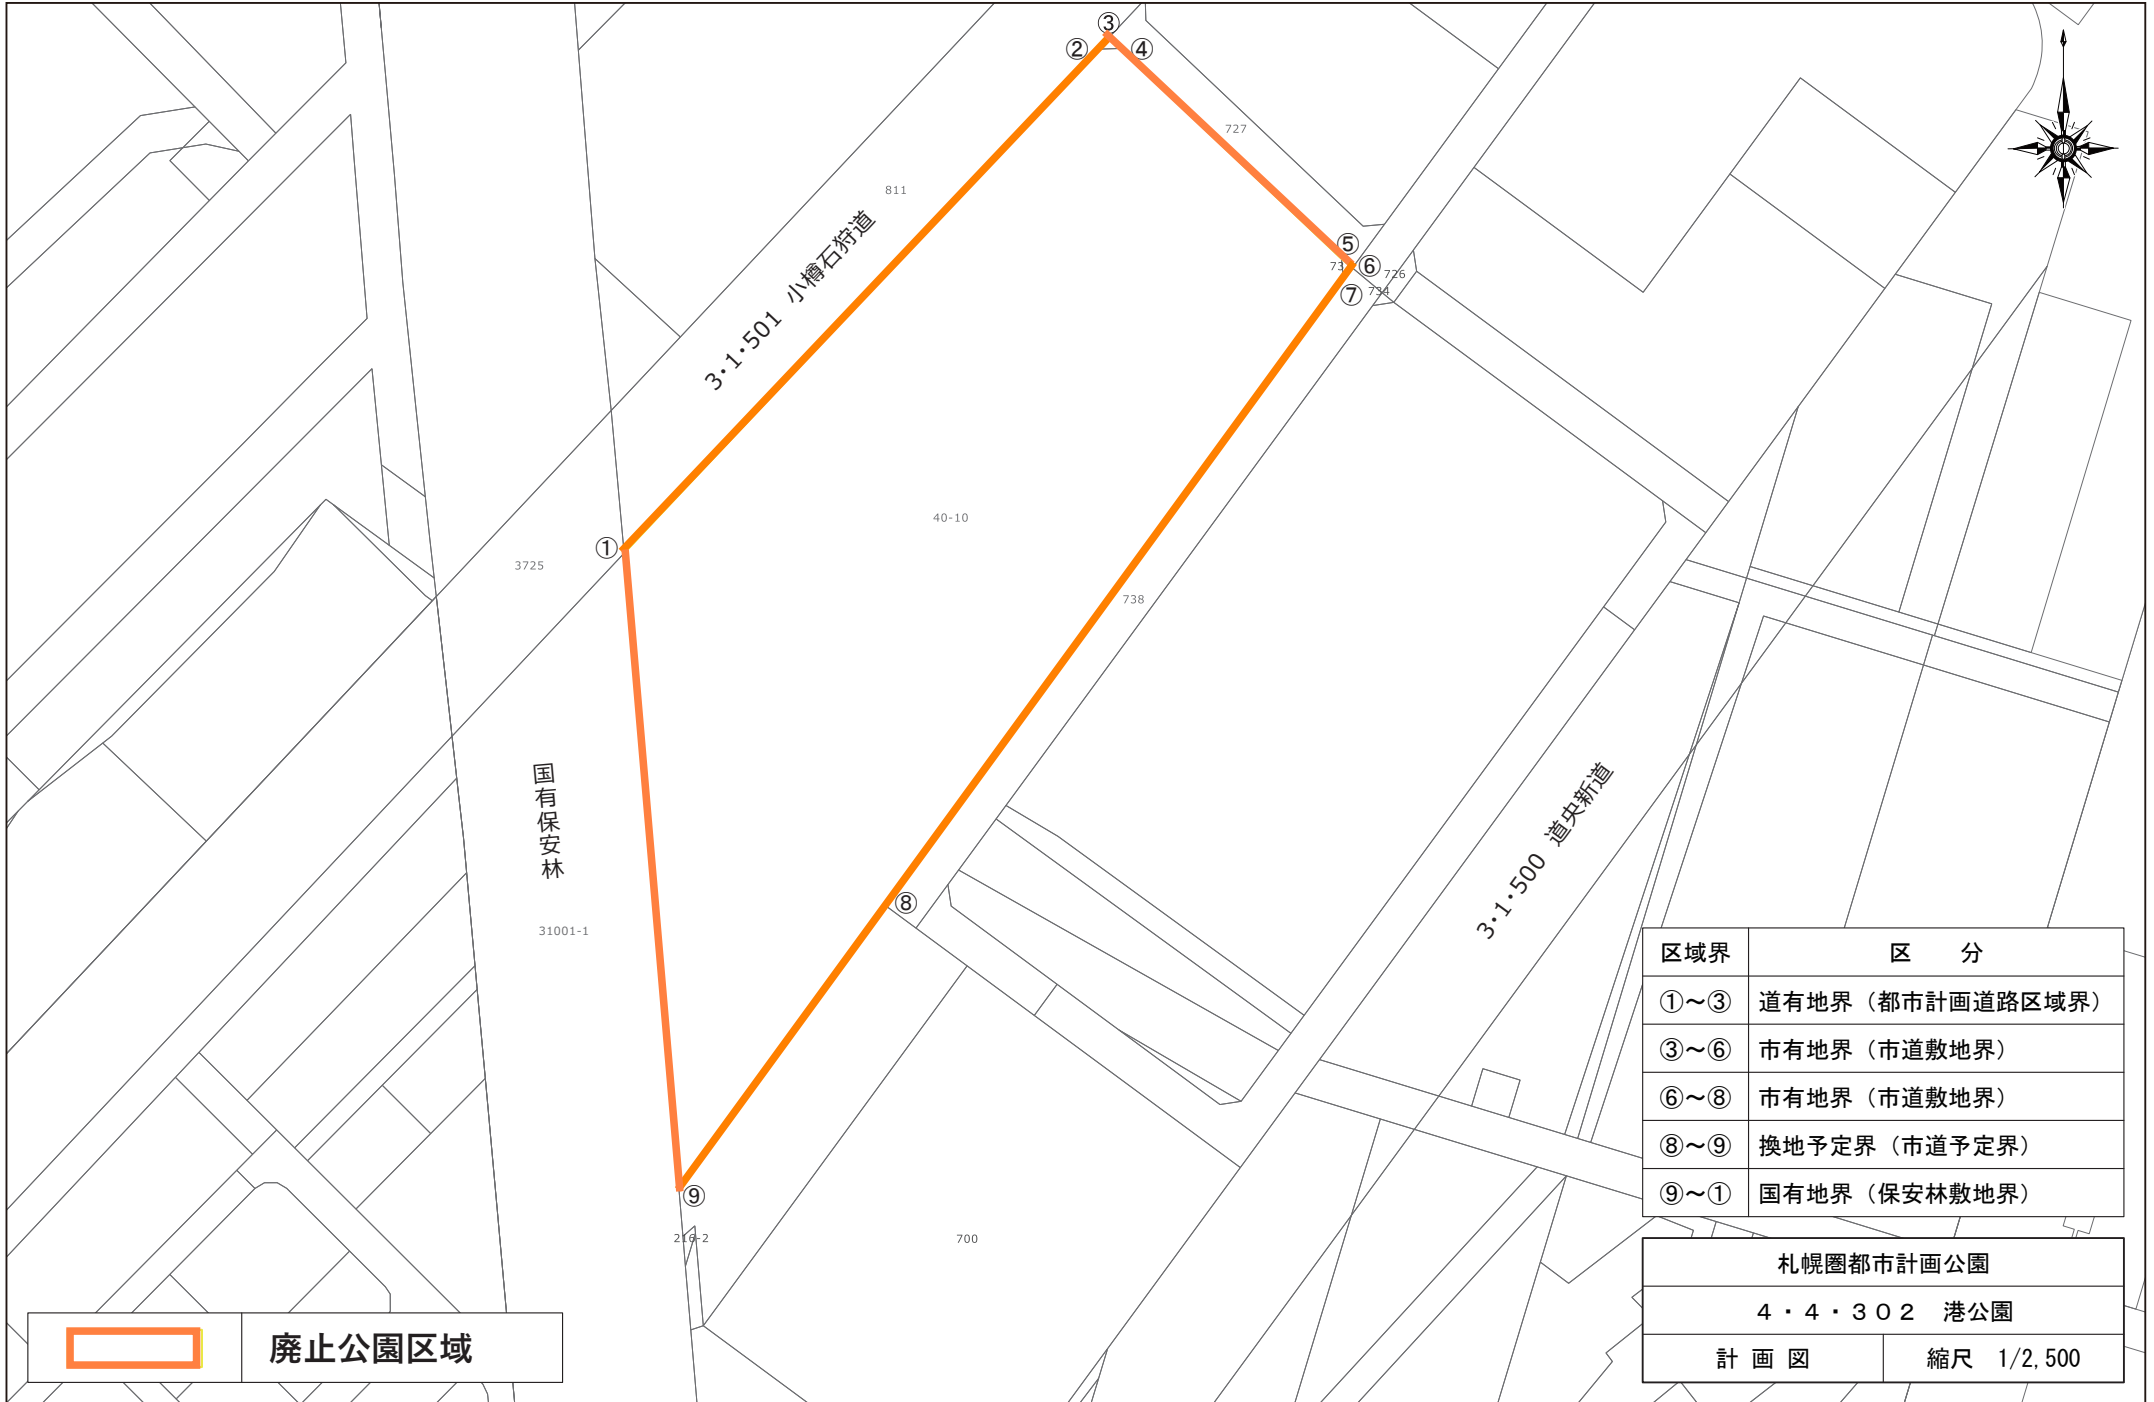 ③
②
④
727
811
3・1・501 小樽石狩道
⑤
⑥
726
⑦
734
40-10
①
3725
738
国有保安林
3・1・500 道央新道
⑧
31001-1
⑨
216-2
700
区域界 区 分
①～③ 道有地界（都市計画道路区域界）
③～⑥ 市有地界（市道敷地界）
⑥～⑧ 市有地界（市道敷地界）
⑧～⑨ 換地予定界（市道予定界）
⑨～① 国有地界（保安林敷地界）
札幌圏都市計画公園
４・４・３０２ 港公園
計 画 図 縮尺 1/2,500
廃止公園区域